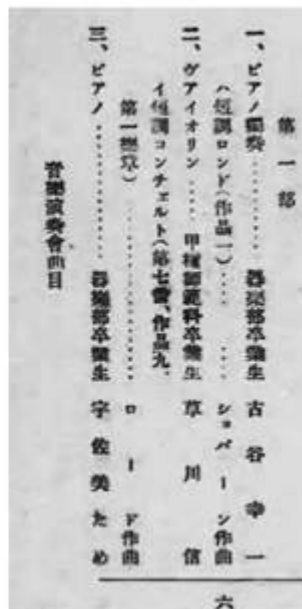 第一部
一、ピアノ獨奏………… 器樂部卒業生 古谷幸一
ハ短調ロンド(作品一)…… ショパーン作曲
二、ヴァイオリン…… 甲種師範科卒業生 草川信
イ短調コンチェルト(第七番、作品九、
第一樂章)………… ロード作曲
三、ピアノ………… 器樂部卒業生 宇佐美ため
音樂演奏會曲目
六